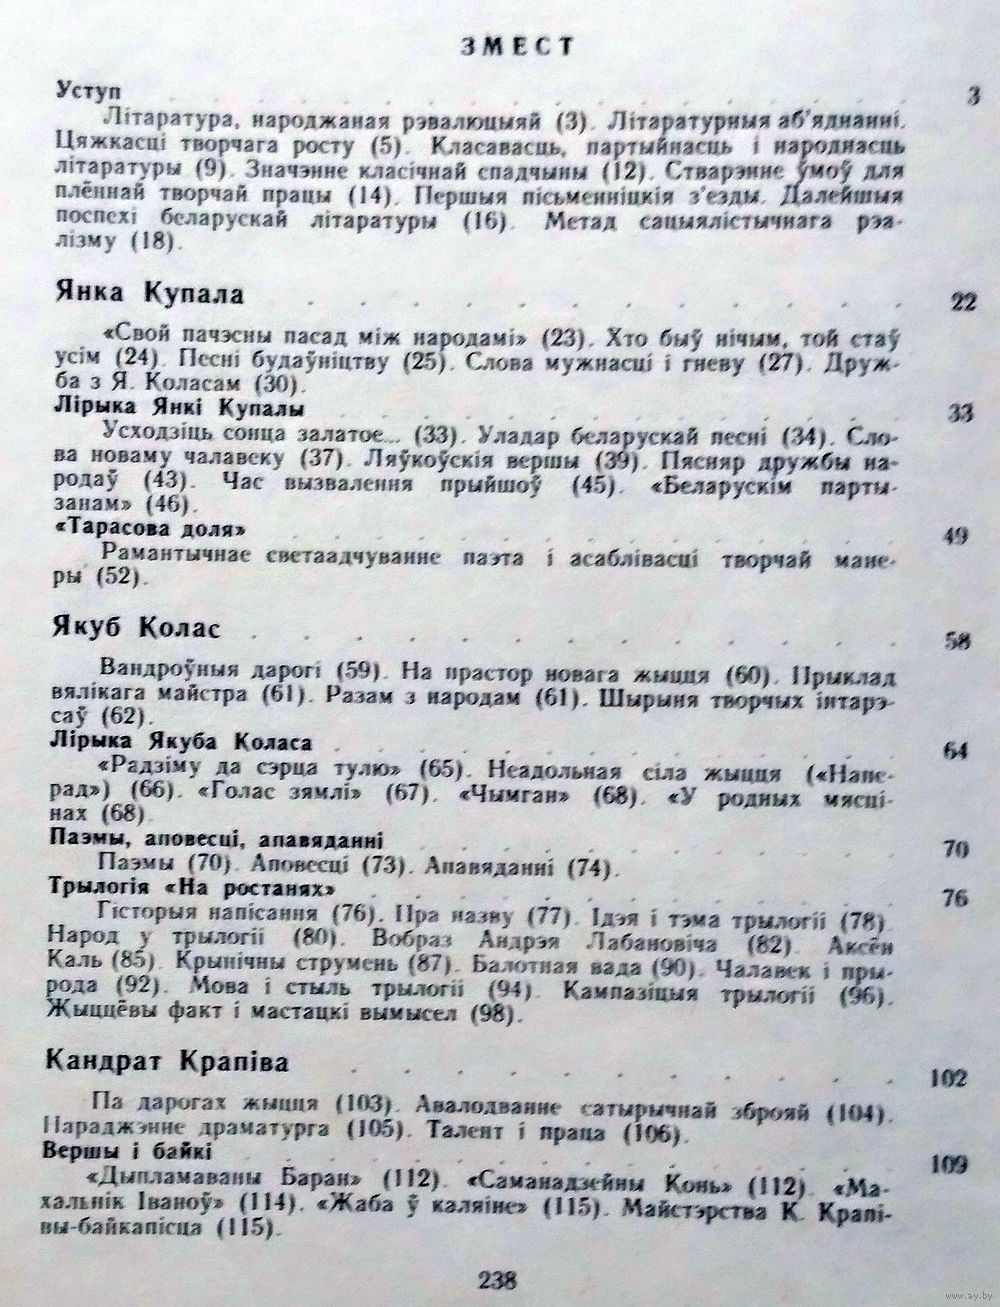 ЗМЕСТ
Уступ . . . . . . . . . . . . . . 3
Літаратура, народжаная рэвалюцыяй (3). Літаратурныя аб'яднанні.
Цяжкасці творчага росту (5). Класавасць, партыйнасць і народнасць
літаратуры (9). Значэнне класічнай спадчыны (12). Стварэнне ўмоў для
плённай творчай працы (14). Першыя пісьменніцкія з'езды. Далейшыя
поспехі беларускай літаратуры (16). Метад сацыялістычнага рэа-
лізму (18).
Янка Купала . . . . . . . . . . . . 22
«Свой пачэсны пасад між народамі» (23). Хто быў нічым, той стаў
усім (24). Песні будаўніцтву (25). Слова мужнасці і гневу (27). Друж-
ба з Я. Коласам (30).
Лірыка Янкі Купалы . . . . . . . . . . . . 33
Усходзіць сонца залатое... (33). Уладар беларускай песні (34). Сло-
ва новаму чалавеку (37). Ляўкоўскія вершы (39). Пясняр дружбы на-
родаў (43). Час вызвалення прыйшоў (45). «Беларускім парты-
занам» (46).
«Тарасова доля» . . . . . . . . . . . . 49
Рамантычнае светаадчуванне паэта і асаблівасці творчай мане-
ры (52).
Якуб Колас . . . . . . . . . . . . . 58
Вандроўныя дарогі (59). На прастор новага жыцця (60). Прыклад
вялікага майстра (61). Разам з народам (61). Шырыня творчых інтарэ-
саў (62).
Лірыка Якуба Коласа . . . . . . . . . . . 64
«Радзіму да сэрца тулю» (65). Неадольная сіла жыцця («Напе-
рад») (66). «Голас зямлі» (67). «Чымган» (68). «У родных мясці-
нах (68).
Паэмы, аповесці, апавяданні . . . . . . . . . 70
Паэмы (70). Аповесці (73). Апавяданні (74).
Трылогія «На ростанях» . . . . . . . . . . 76
Гісторыя напісання (76). Пра назву (77). Ідэя і тэма трылогіі (78).
Народ у трылогіі (80). Вобраз Андрэя Лабановіча (82). Аксён
Каль (85). Крынічны струмень (87). Балотная вада (90). Чалавек і пры-
рода (92). Мова і стыль трылогіі (94). Кампазіцыя трылогіі (96).
Жыццёвы факт і мастацкі вымысел (98).
Кандрат Крапіва . . . . . . . . . . . 102
Па дарогах жыцця (103). Авалодванне сатырычнай зброяй (104).
Нараджэнне драматурга (105). Талент і праца (106).
Вершы і байкі . . . . . . . . . . . . . 109
«Дыпламаваны Баран» (112). «Саманадзейны Конь» (112). «Ма-
хальнік Іваноў» (114). «Жаба ў каляіне» (115). Майстэрства К. Крапі-
вы-байкапісца (115).
238
www.ay.by